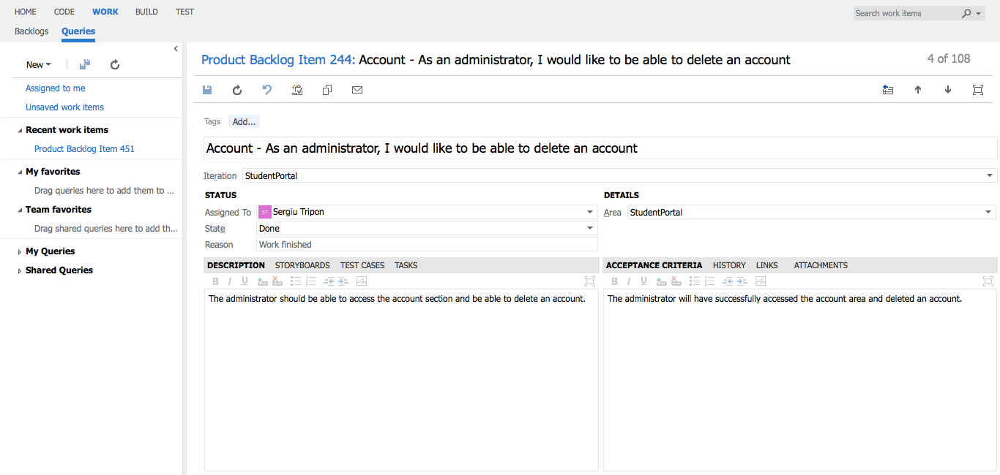 HOME CODE WORK BUILD TEST
Search work items
Backlogs Queries
New
Assigned to me
Unsaved work items
Recent work items
Product Backlog Item 451
My favorites
Drag queries here to add them to ...
Team favorites
Drag shared queries here to add th...
My Queries
Shared Queries
Product Backlog Item 244: Account - As an administrator, I would like to be able to delete an account
4 of 108
Tags Add...
Account - As an administrator, I would like to be able to delete an account
Iteration StudentPortal
STATUS
Assigned To ST Sergiu Tripon
State Done
Reason Work finished
DETAILS
Area StudentPortal
DESCRIPTION STORYBOARDS TEST CASES TASKS
B I U
The administrator should be able to access the account section and be able to delete an account.
ACCEPTANCE CRITERIA HISTORY LINKS ATTACHMENTS
B I U
The administrator will have successfully accessed the account area and deleted an account.